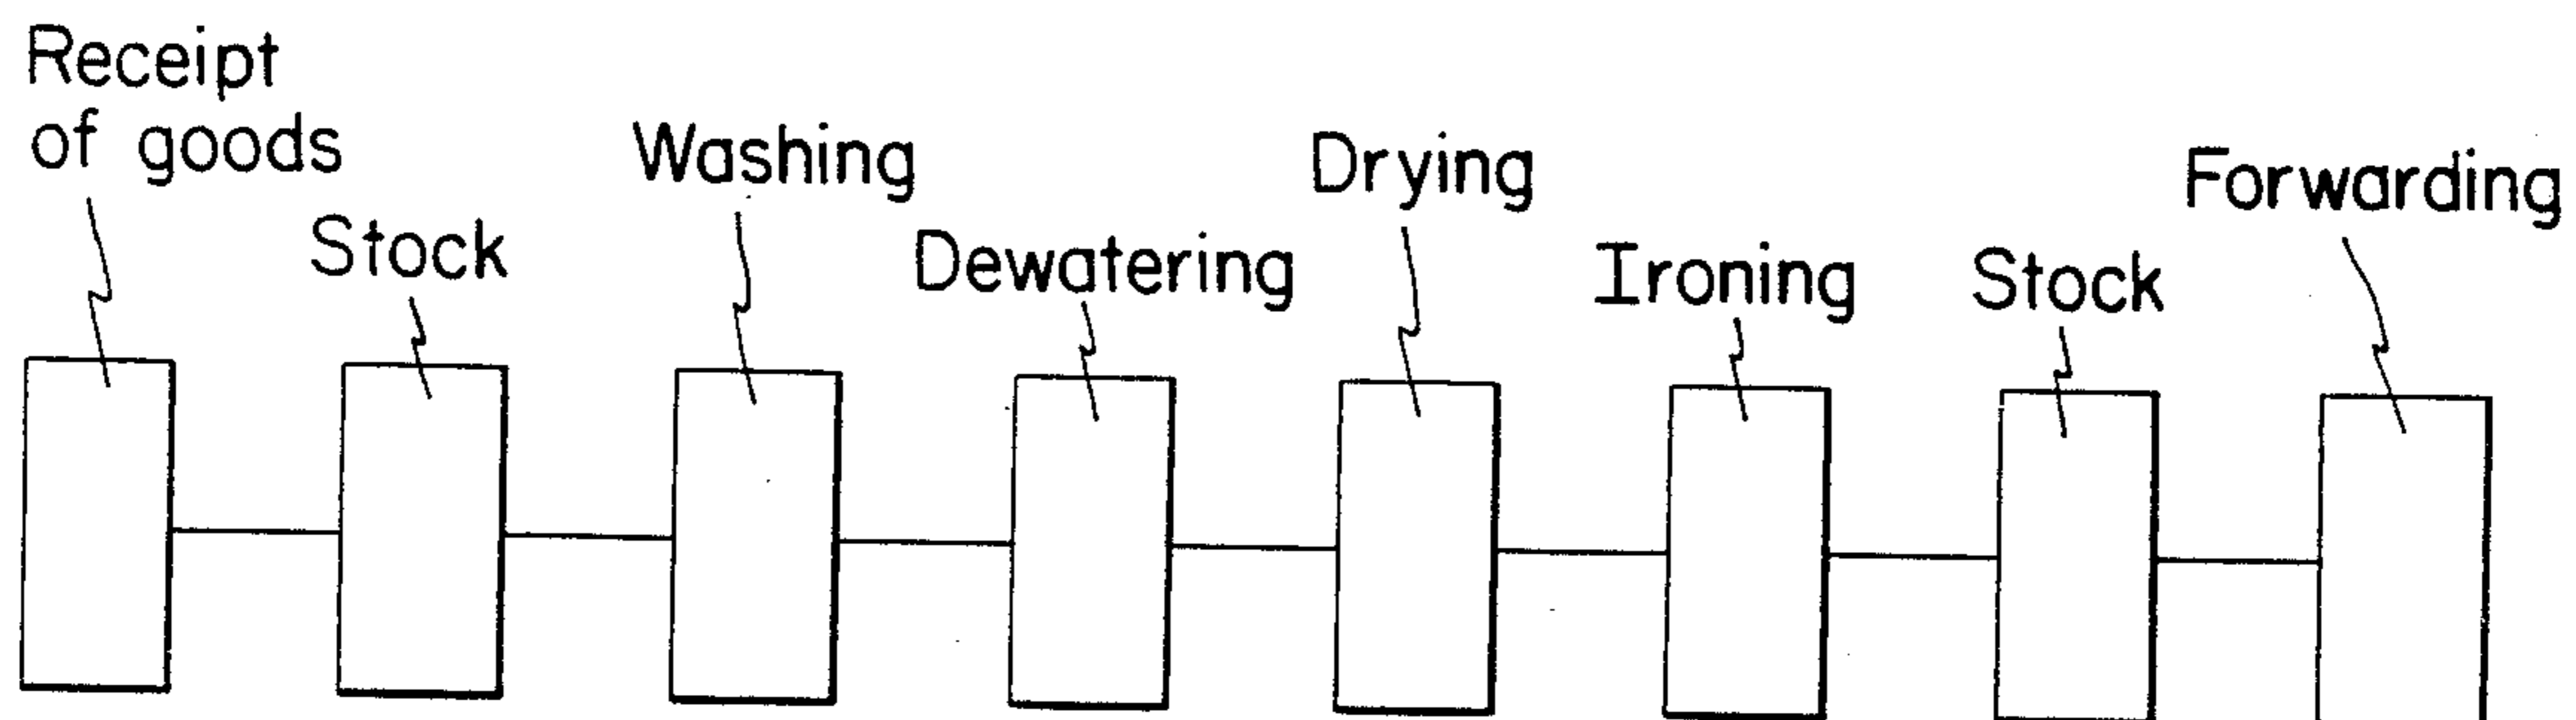 Receipt
of goods
Stock
Washing
Dewatering
Drying
Ironing
Stock
Forwarding